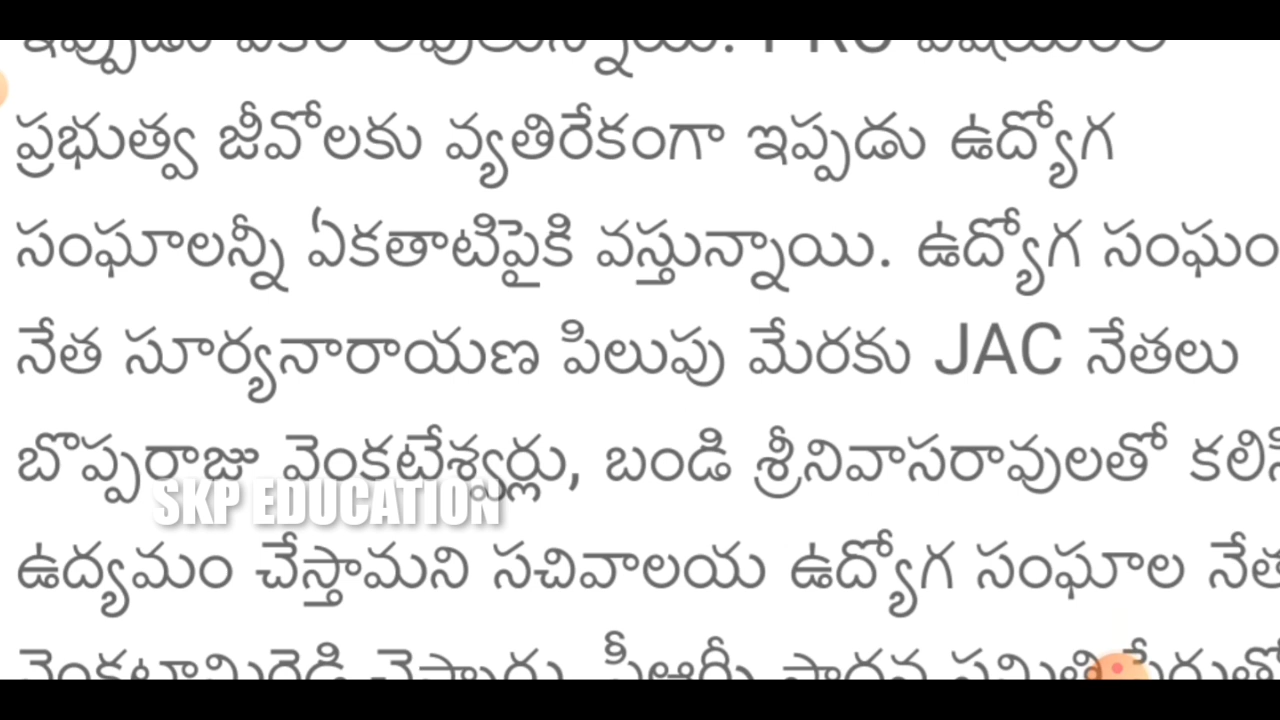 ప్రభుత్వ జీవోలకు వ్యతిరేకంగా ఇప్పడు ఉద్యోగ
సంఘాలన్నీ ఏకతాటిపైకి వస్తున్నాయి. ఉద్యోగ సంఘం
నేత సూర్యనారాయణ పిలుపు మేరకు JAC నేతలు
బొప్పరాజు వెంకటేశ్వర్లు, బండి శ్రీనివాసరావులతో
SKP EDUCATION
ఉద్యమం చేస్తామని సచివాలయ ఉద్యోగ సంఘాల